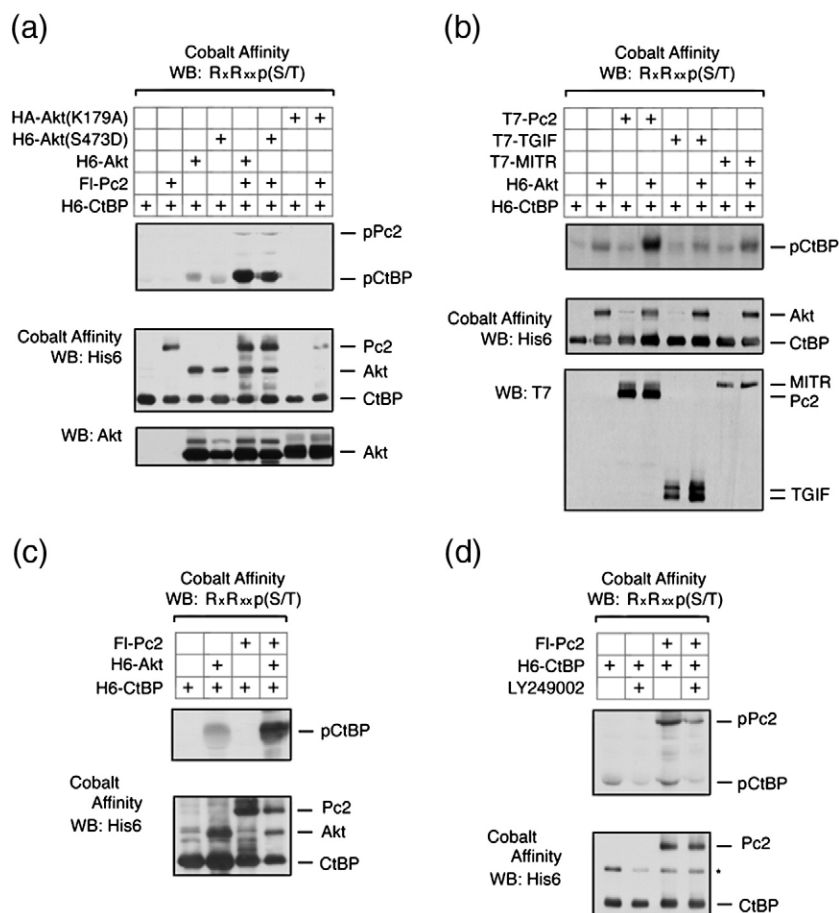 (a)
Cobalt Affinity
WB: RxRxxp(S/T)
HA-Akt(K179A) + +
H6-Akt(S473D) + +
H6-Akt + +
Fl-Pc2 + + + +
H6-CtBP + + + + + + + +
pPc2
pCtBP
Cobalt Affinity
WB: His6
Pc2
Akt
CtBP
WB: Akt
Akt
(b)
Cobalt Affinity
WB: RxRxxp(S/T)
T7-Pc2 + +
T7-TGIF + +
T7-MITR + +
H6-Akt + + + +
H6-CtBP + + + + + + + +
pCtBP
Cobalt Affinity
WB: His6
Akt
CtBP
WB: T7
MITR
Pc2
TGIF
(c)
Cobalt Affinity
WB: RxRxxp(S/T)
Fl-Pc2 + +
H6-Akt + +
H6-CtBP + + + +
pCtBP
Cobalt
Affinity
WB: His6
Pc2
Akt
CtBP
(d)
Cobalt Affinity
WB: RxRxxp(S/T)
Fl-Pc2 + +
H6-CtBP + + + +
LY249002 + +
pPc2
pCtBP
Cobalt
Affinity
WB: His6
Pc2
*
CtBP